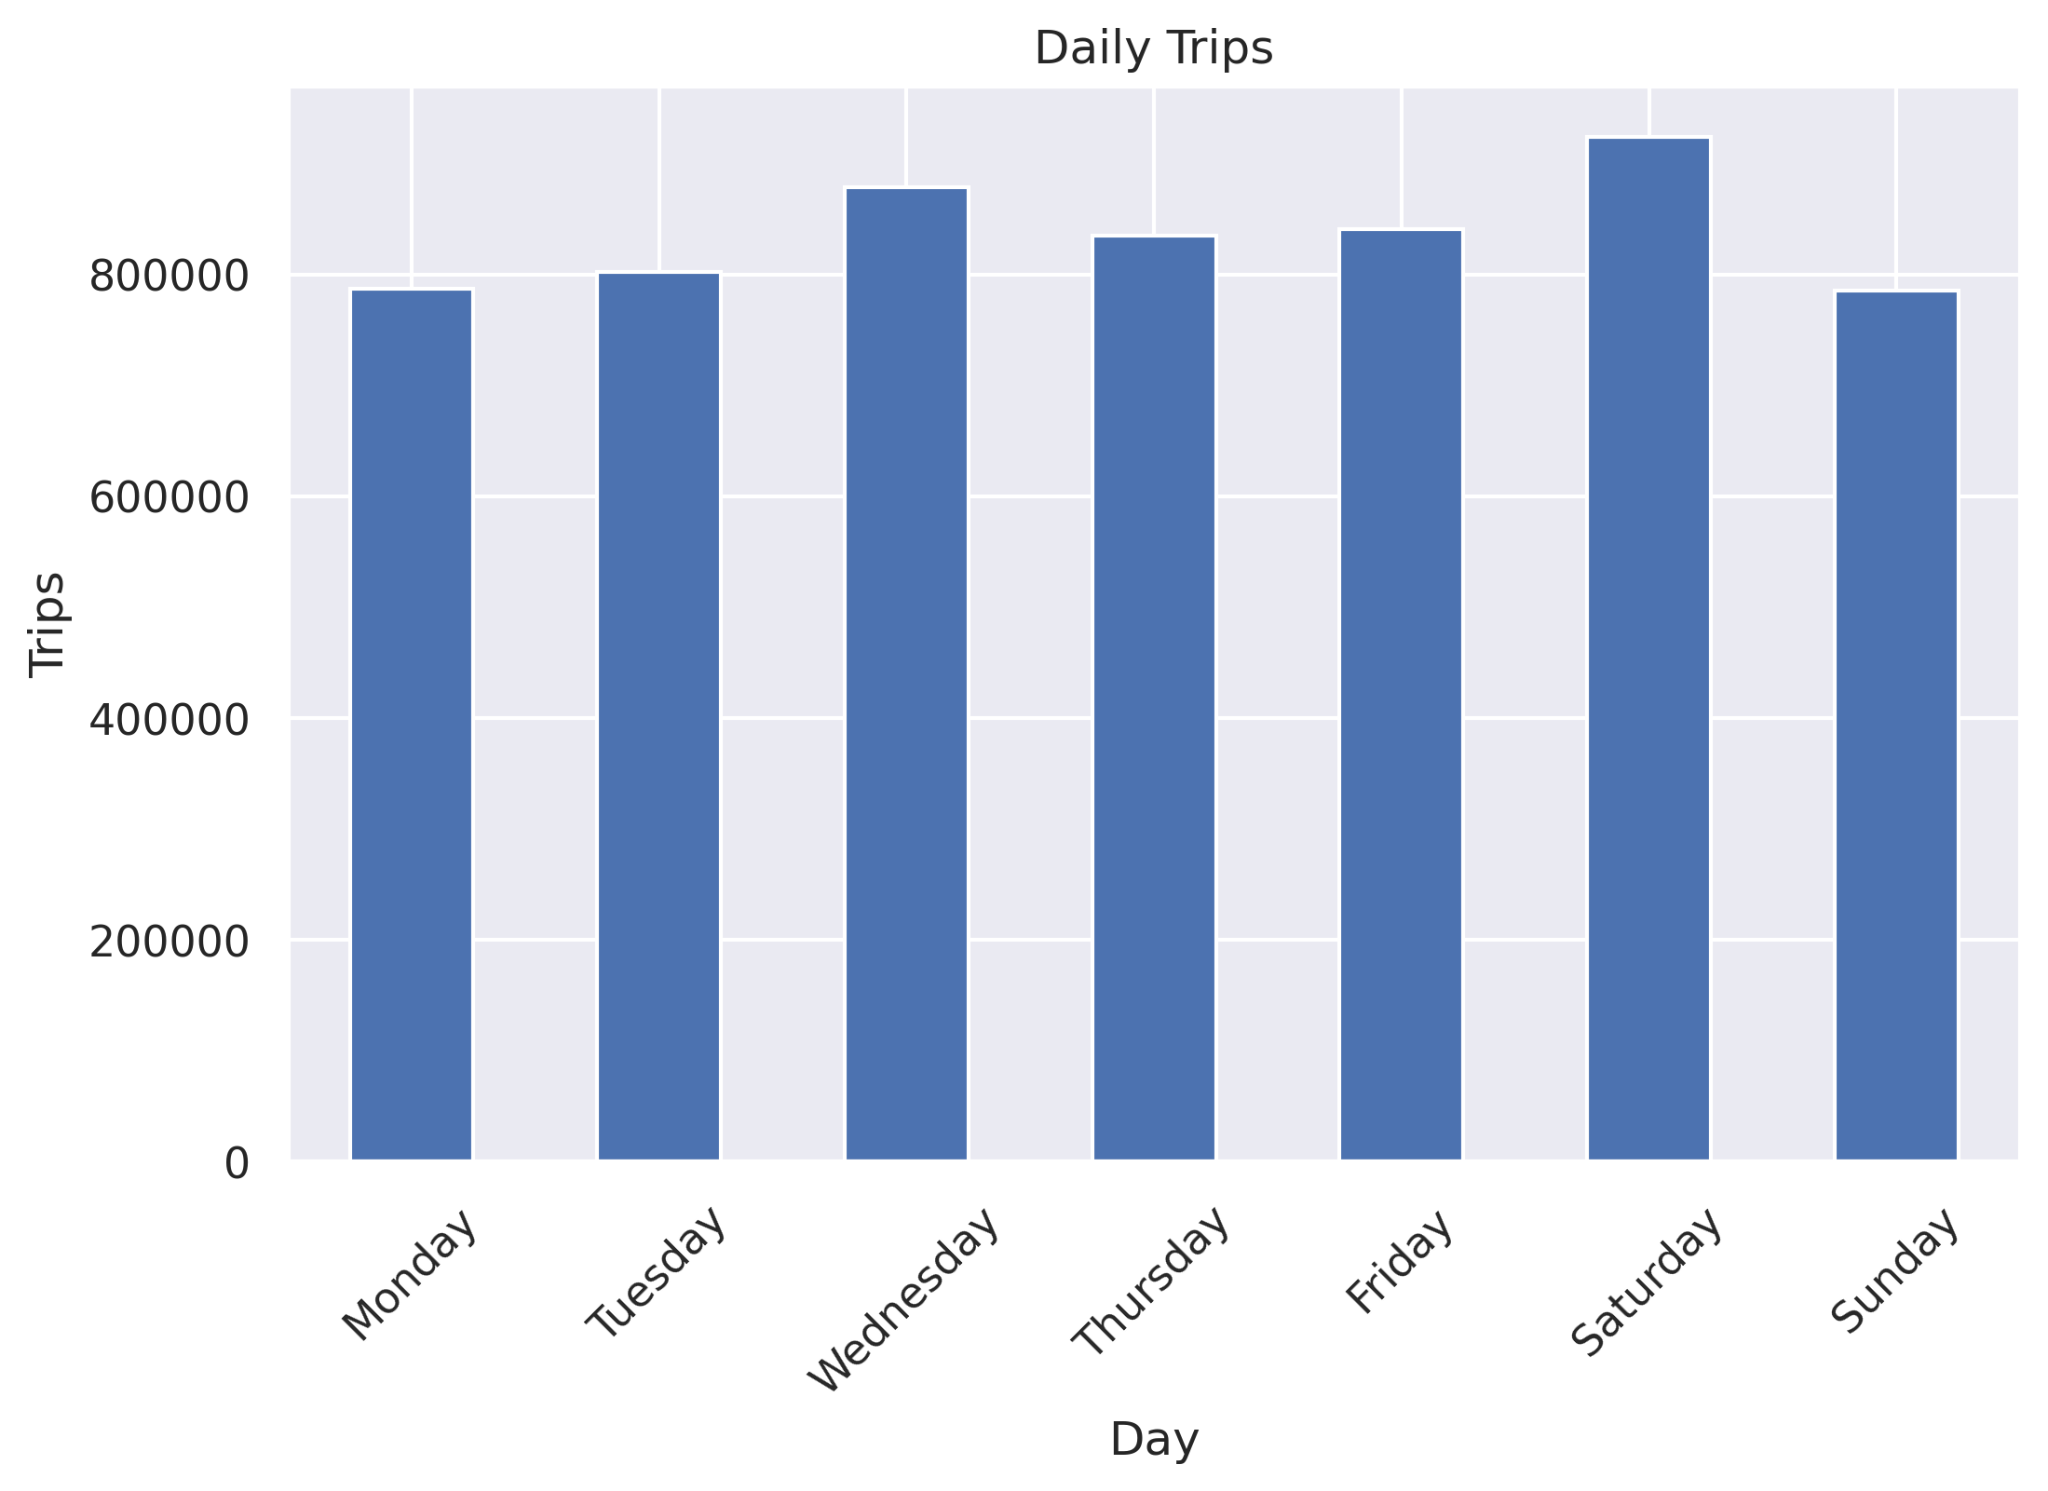 Daily Trips
Trips
800000
600000
400000
200000
0
Monday
Tuesday
Wednesday
Thursday
Friday
Saturday
Sunday
Day